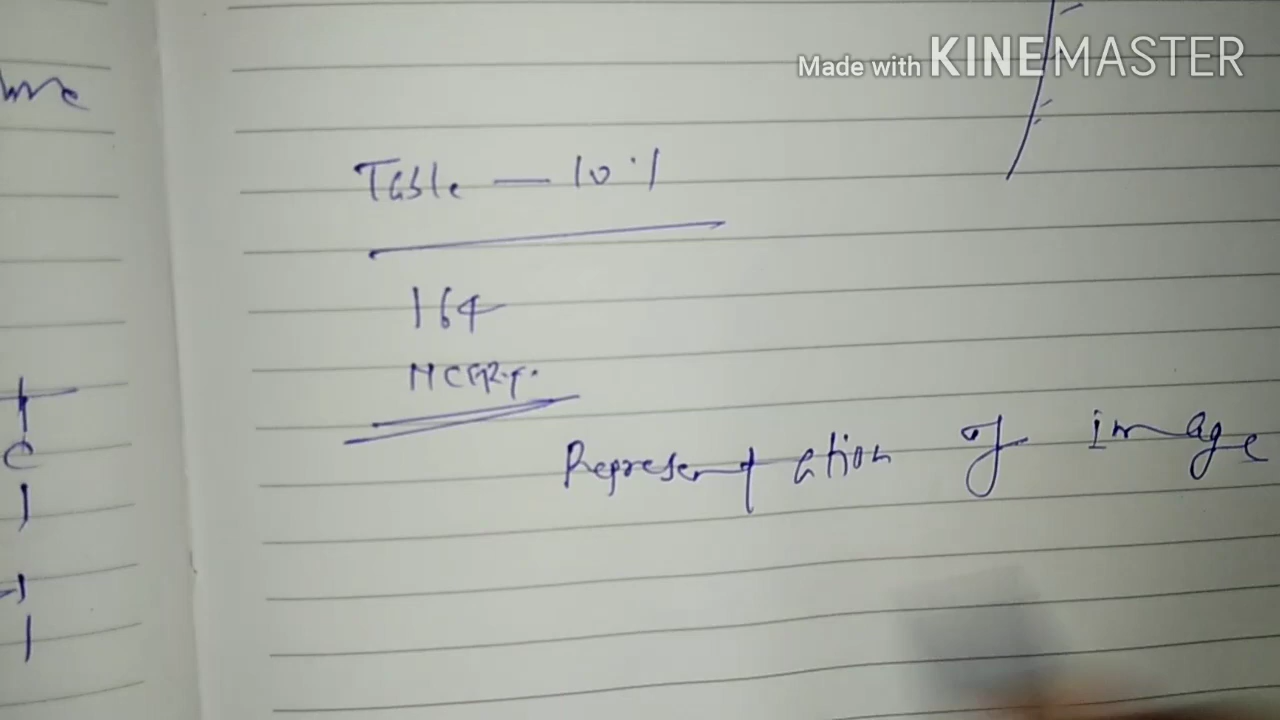 Made with KINEMASTER
Table — 10.1
164
NCERT.
Representation of image